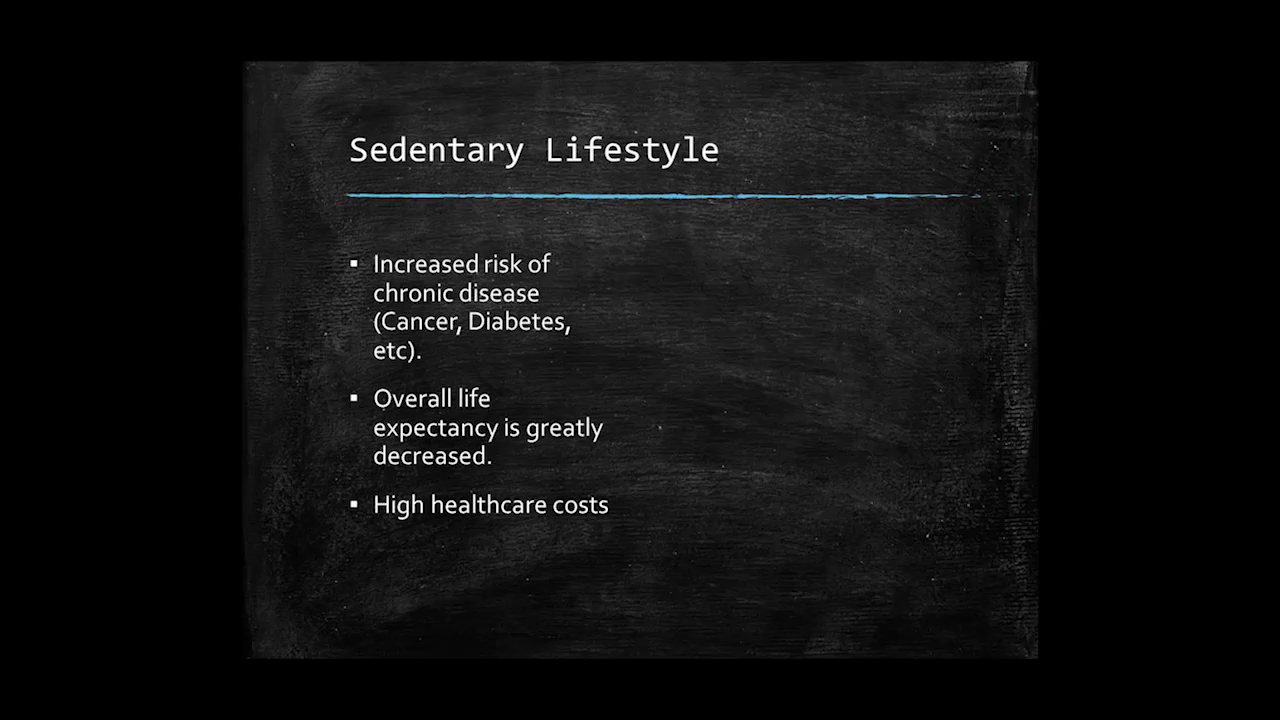 Sedentary Lifestyle
▪ Increased risk of
chronic disease
(Cancer, Diabetes,
etc).
▪ Overall life
expectancy is greatly
decreased.
▪ High healthcare costs